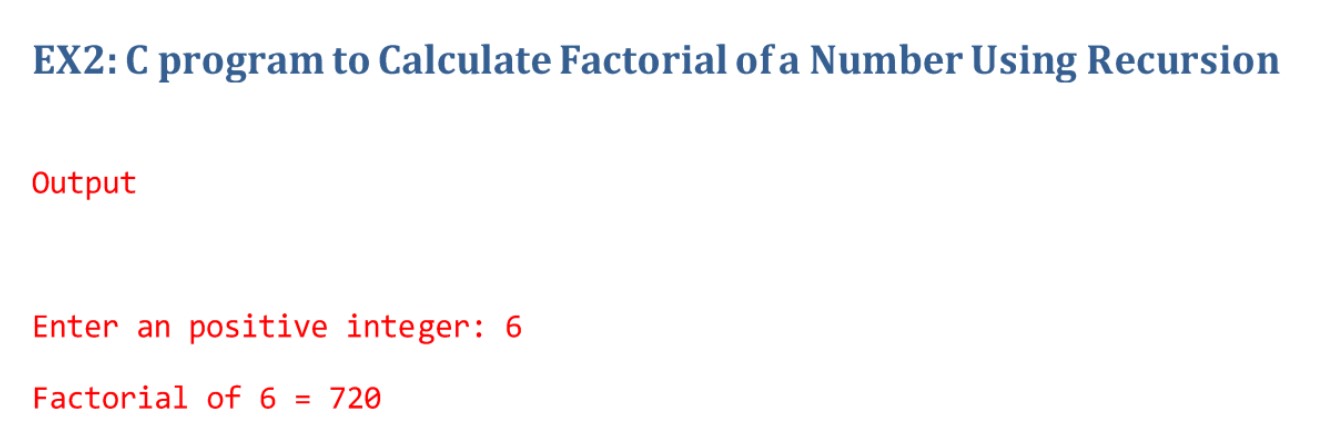 EX2: C program to Calculate Factorial of a Number Using Recursion
Output
Enter an positive integer: 6
Factorial of 6 = 720